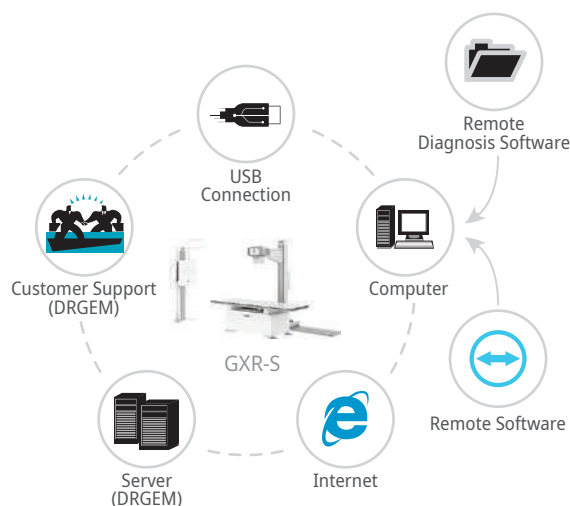 Remote
Diagnosis Software
USB
Connection
Customer Support
(DRGEM)
Computer
GXR-S
Remote Software
Server
(DRGEM)
Internet